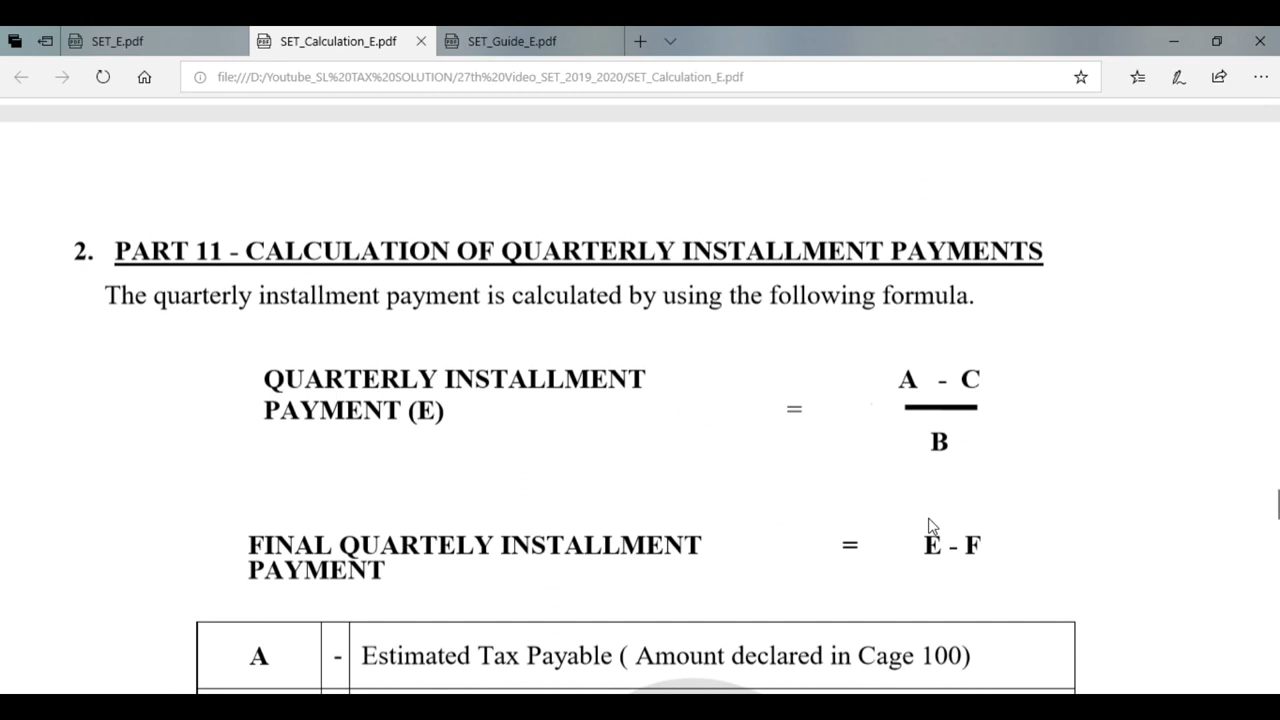 SET_E.pdf
SET_Calculation_E.pdf
SET_Guide_E.pdf
file:///D:/Youtube_SL%20TAX%20SOLUTION/27th%20Video_SET_2019_2020/SET_Calculation_E.pdf
2. PART 11 - CALCULATION OF QUARTERLY INSTALLMENT PAYMENTS
The quarterly installment payment is calculated by using the following formula.
QUARTERLY INSTALLMENT
PAYMENT (E) =
A - C
B
FINAL QUARTELY INSTALLMENT = E - F
PAYMENT
A - Estimated Tax Payable ( Amount declared in Cage 100)